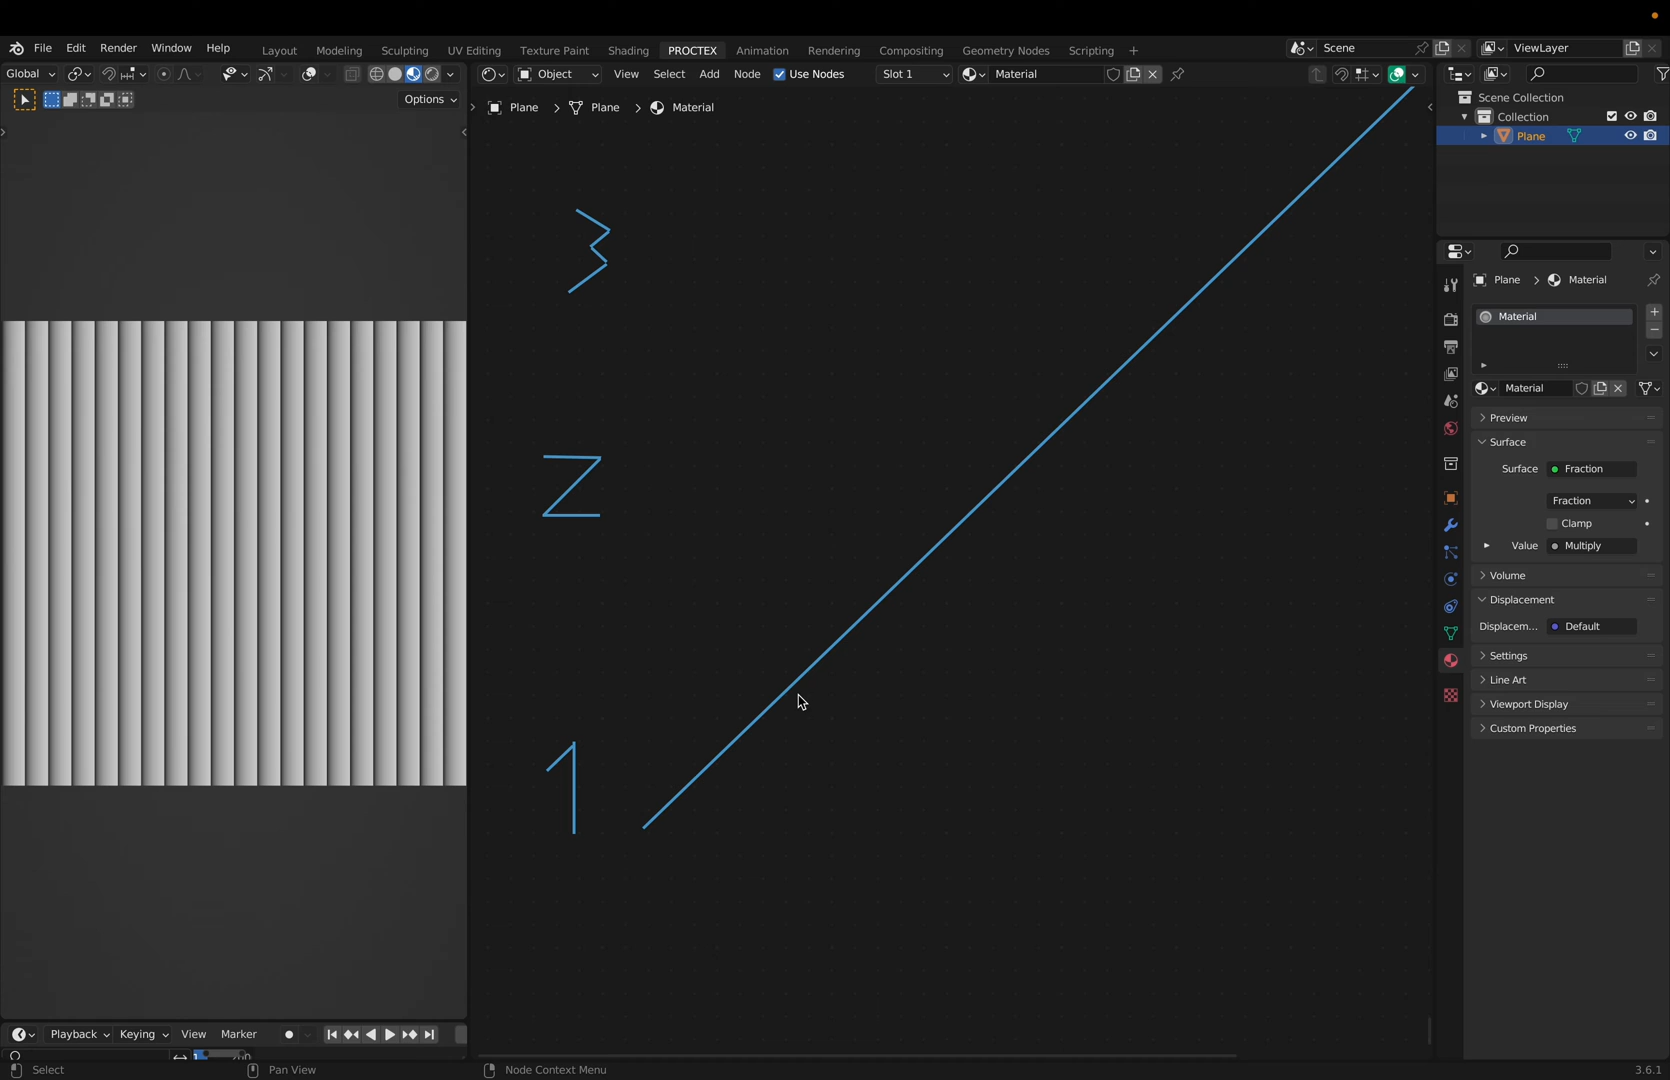 File Edit Render Window Help Layout Modeling Sculpting UV Editing Texture Paint Shading PROCTEX Animation Rendering Compositing Geometry Nodes Scripting + Scene ViewLayer
Global Object View Select Add Node Use Nodes Slot 1 Material
Options
Plane > Plane > Material
Scene Collection
Collection
Plane
Plane > Material
Material
Material
Preview
Surface
Surface Fraction
Fraction
Clamp
Value Multiply
Volume
Displacement
Displacem... Default
Settings
Line Art
Viewport Display
Custom Properties
3
2
1
Playback Keying View Marker
Select Pan View Node Context Menu 3.6.1